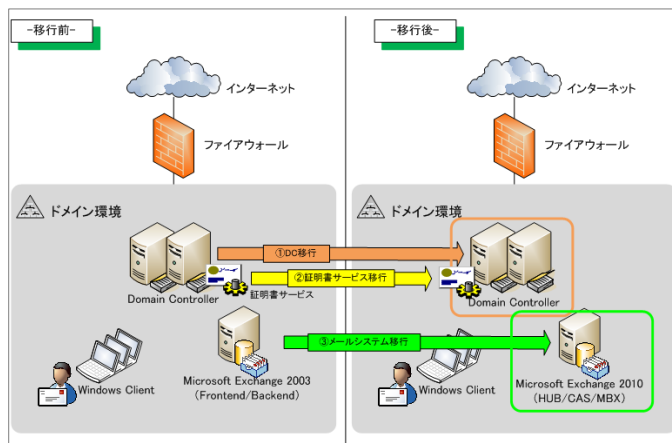 -移行前-
インターネット
ファイアウォール
ドメイン環境
Domain Controller
証明書サービス
Windows Client
Microsoft Exchange 2003
(Frontend/Backend)
①DC移行
②証明書サービス移行
③メールシステム移行
-移行後-
インターネット
ファイアウォール
ドメイン環境
Domain Controller
Windows Client
Microsoft Exchange 2010
(HUB/CAS/MBX)